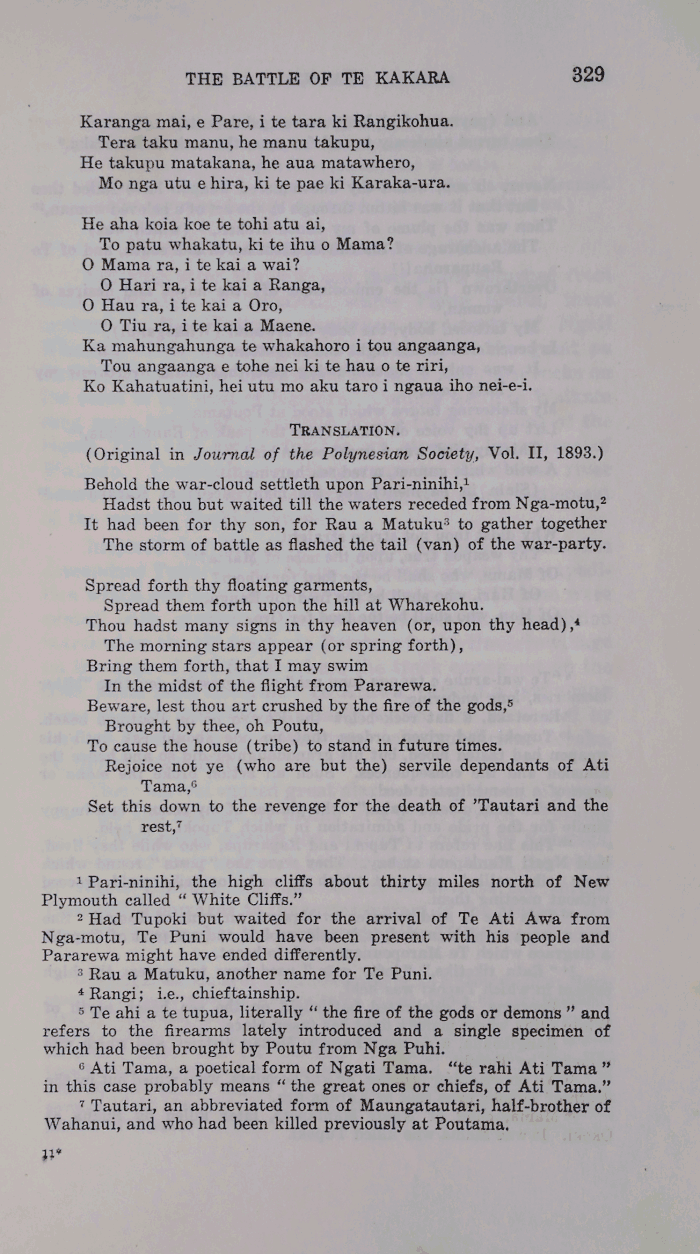 THE BATTLE OF TE KAKARA 329
Karanga mai, e Pare, i te tara ki Rangikohua.
Tera taku manu, he manu takupu,
He takupu matakana, he aua matawhero,
Mo nga utu e hira, ki te pae ki Karaka-ura.
He aha koia koe te tohi atu ai,
To patu whakatu, ki te ihu o Mama?
O Mama ra, i te kai a wai?
O Hari ra, i te kai a Ranga,
O Hau ra, i te kai a Oro,
O Tiu ra, i te kai a Maene.
Ka mahungahunga te whakahoro i tou angaanga,
Tou angaanga e tohe nei ki te hau o te riri,
Ko Kahatuatini, hei utu mo aku taro i ngaua iho nei-e-i.
TRANSLATION.
(Original in Journal of the Polynesian Society, Vol. II, 1893.)
Behold the war-cloud settleth upon Pari-ninihi,¹
Hadst thou but waited till the waters receded from Nga-motu,²
It had been for thy son, for Rau a Matuku³ to gather together
The storm of battle as flashed the tail (van) of the war-party.
Spread forth thy floating garments,
Spread them forth upon the hill at Wharekohu.
Thou hadst many signs in thy heaven (or, upon thy head),⁴
The morning stars appear (or spring forth),
Bring them forth, that I may swim
In the midst of the flight from Pararewa.
Beware, lest thou art crushed by the fire of the gods,⁵
Brought by thee, oh Poutu,
To cause the house (tribe) to stand in future times.
Rejoice not ye (who are but the) servile dependants of Ati
Tama,⁶
Set this down to the revenge for the death of 'Tautari and the
rest,⁷
¹ Pari-ninihi, the high cliffs about thirty miles north of New
Plymouth called " White Cliffs."
² Had Tupoki but waited for the arrival of Te Ati Awa from
Nga-motu, Te Puni would have been present with his people and
Pararewa might have ended differently.
³ Rau a Matuku, another name for Te Puni.
⁴ Rangi; i.e., chieftainship.
⁵ Te ahi a te tupua, literally " the fire of the gods or demons " and
refers to the firearms lately introduced and a single specimen of
which had been brought by Poutu from Nga Puhi.
⁶ Ati Tama, a poetical form of Ngati Tama. "te rahi Ati Tama "
in this case probably means " the great ones or chiefs, of Ati Tama."
⁷ Tautari, an abbreviated form of Maungatautari, half-brother of
Wahanui, and who had been killed previously at Poutama.
11*